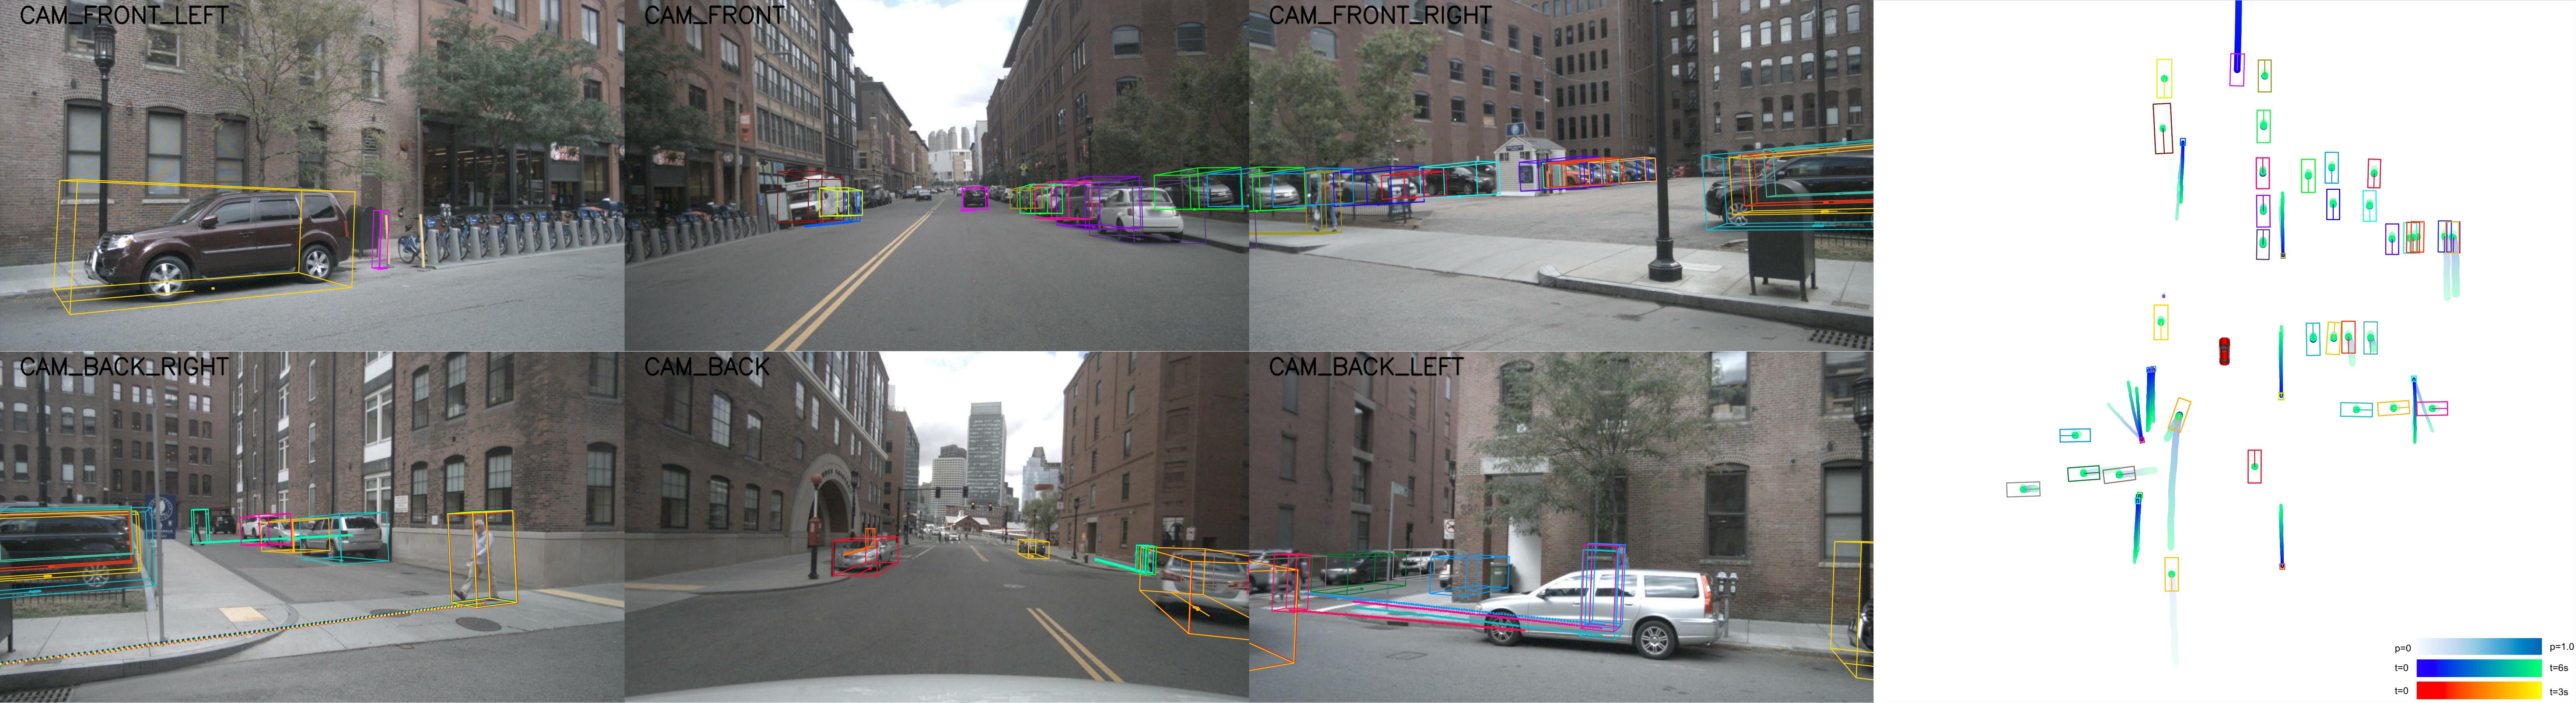 CAM_FRONT_LEFT
CAM_FRONT
CAM_FRONT_RIGHT
CAM_BACK_RIGHT
CAM_BACK
CAM_BACK_LEFT
p=0
p=1.0
t=0
t=6s
t=0
t=3s